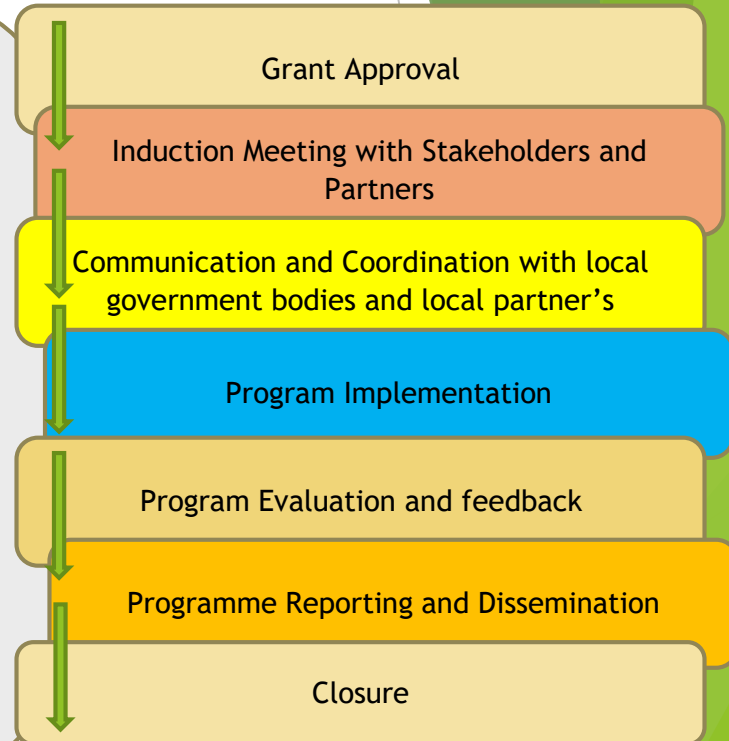 Grant Approval
Induction Meeting with Stakeholders and
Partners
Communication and Coordination with local
government bodies and local partner’s
Program Implementation
Program Evaluation and feedback
Programme Reporting and Dissemination
Closure